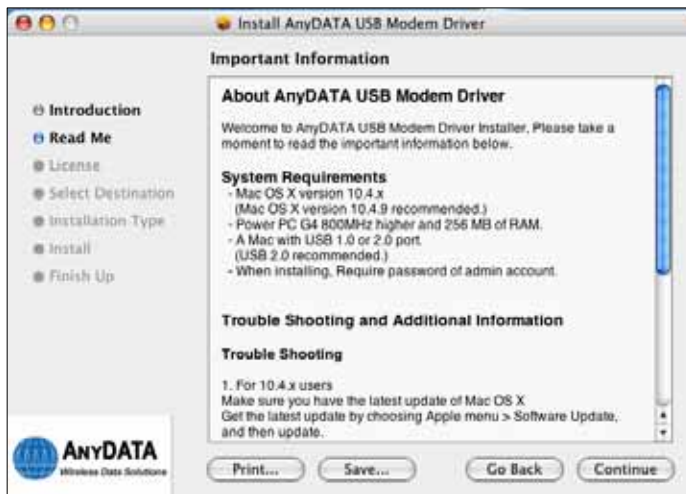 Install AnyDATA USB Modem Driver
Important Information
Introduction
Read Me
License
Select Destination
Installation Type
Install
Finish Up
About AnyDATA USB Modem Driver
Welcome to AnyDATA USB Modem Driver Installer. Please take a
moment to read the important information below.
System Requirements
- Mac OS X version 10.4.x
(Mac OS X version 10.4.9 recommended.)
- Power PC G4 800MHz higher and 256 MB of RAM.
- A Mac with USB 1.0 or 2.0 port.
(USB 2.0 recommended.)
- When installing, Require password of admin account.
Trouble Shooting and Additional Information
Trouble Shooting
1. For 10.4.x users
Make sure you have the latest update of Mac OS X
Get the latest update by choosing Apple menu > Software Update,
and then update.
ANYDATA
Wireless Data Solutions
Print... Save... Go Back Continue